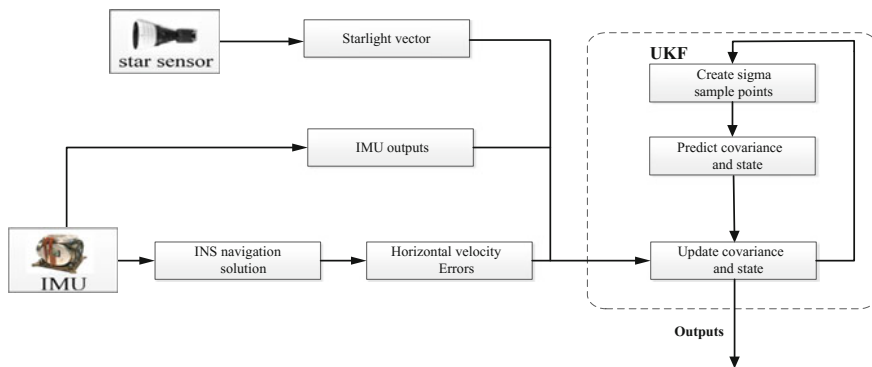 star sensor
Starlight vector
UKF
Create sigma
sample points
IMU outputs
Predict covariance
and state
IMU
INS navigation
solution
Horizontal velocity
Errors
Update covariance
and state
Outputs